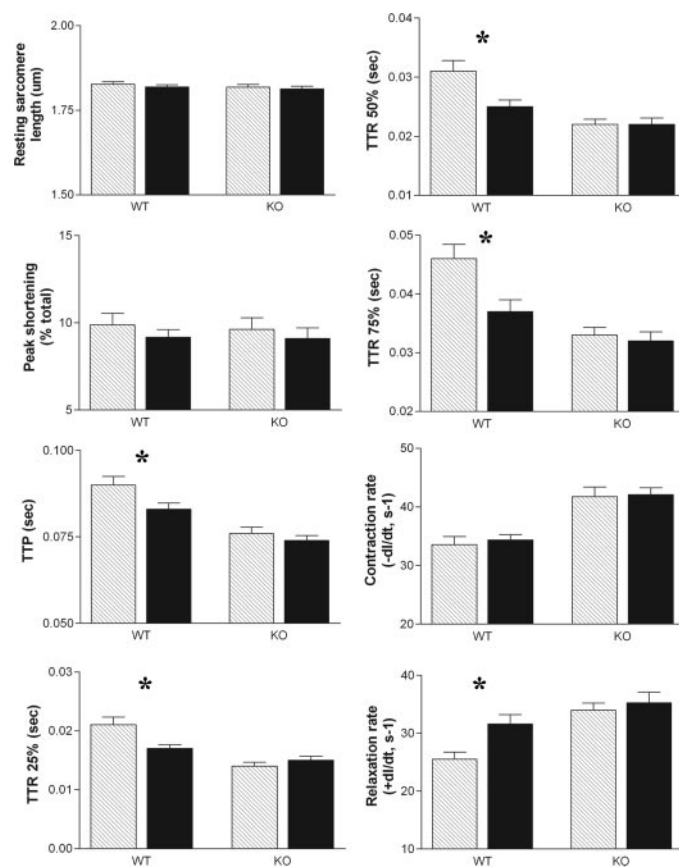 Resting sarcomere
length (um)
2.00
1.75
1.50
WT
KO
TTR 50% (sec)
0.04
0.03
0.02
0.01
*
WT
KO
Peak shortening
(% total)
15
10
5
WT
KO
TTR 75% (sec)
0.05
0.04
0.03
0.02
*
WT
KO
TTP (sec)
0.100
0.075
0.050
*
WT
KO
Contraction rate
(-dl/dt, s-1)
50
40
30
20
WT
KO
TTR 25% (sec)
0.03
0.02
0.01
0.00
*
WT
KO
Relaxation rate
(+dl/dt, s-1)
40
30
20
10
*
WT
KO